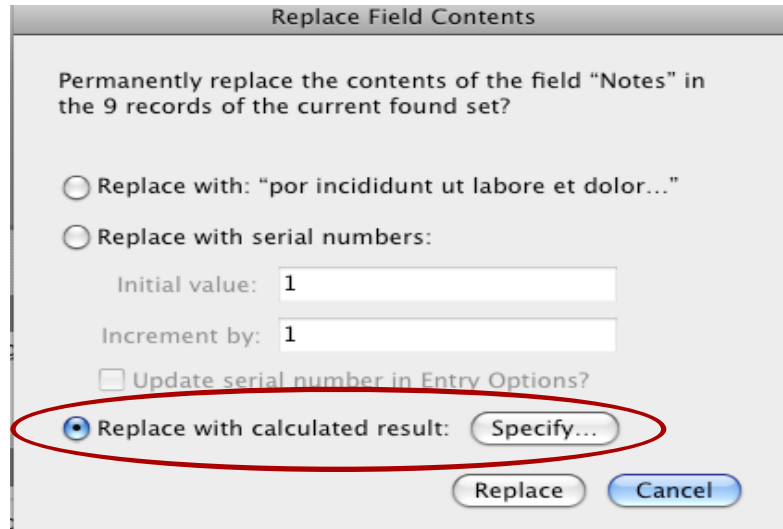 Replace Field Contents
Permanently replace the contents of the field “Notes” in
the 9 records of the current found set?
Replace with: “por incididunt ut labore et dolor...”
Replace with serial numbers:
Initial value: 1
Increment by: 1
Update serial number in Entry Options?
Replace with calculated result: Specify...
Replace Cancel